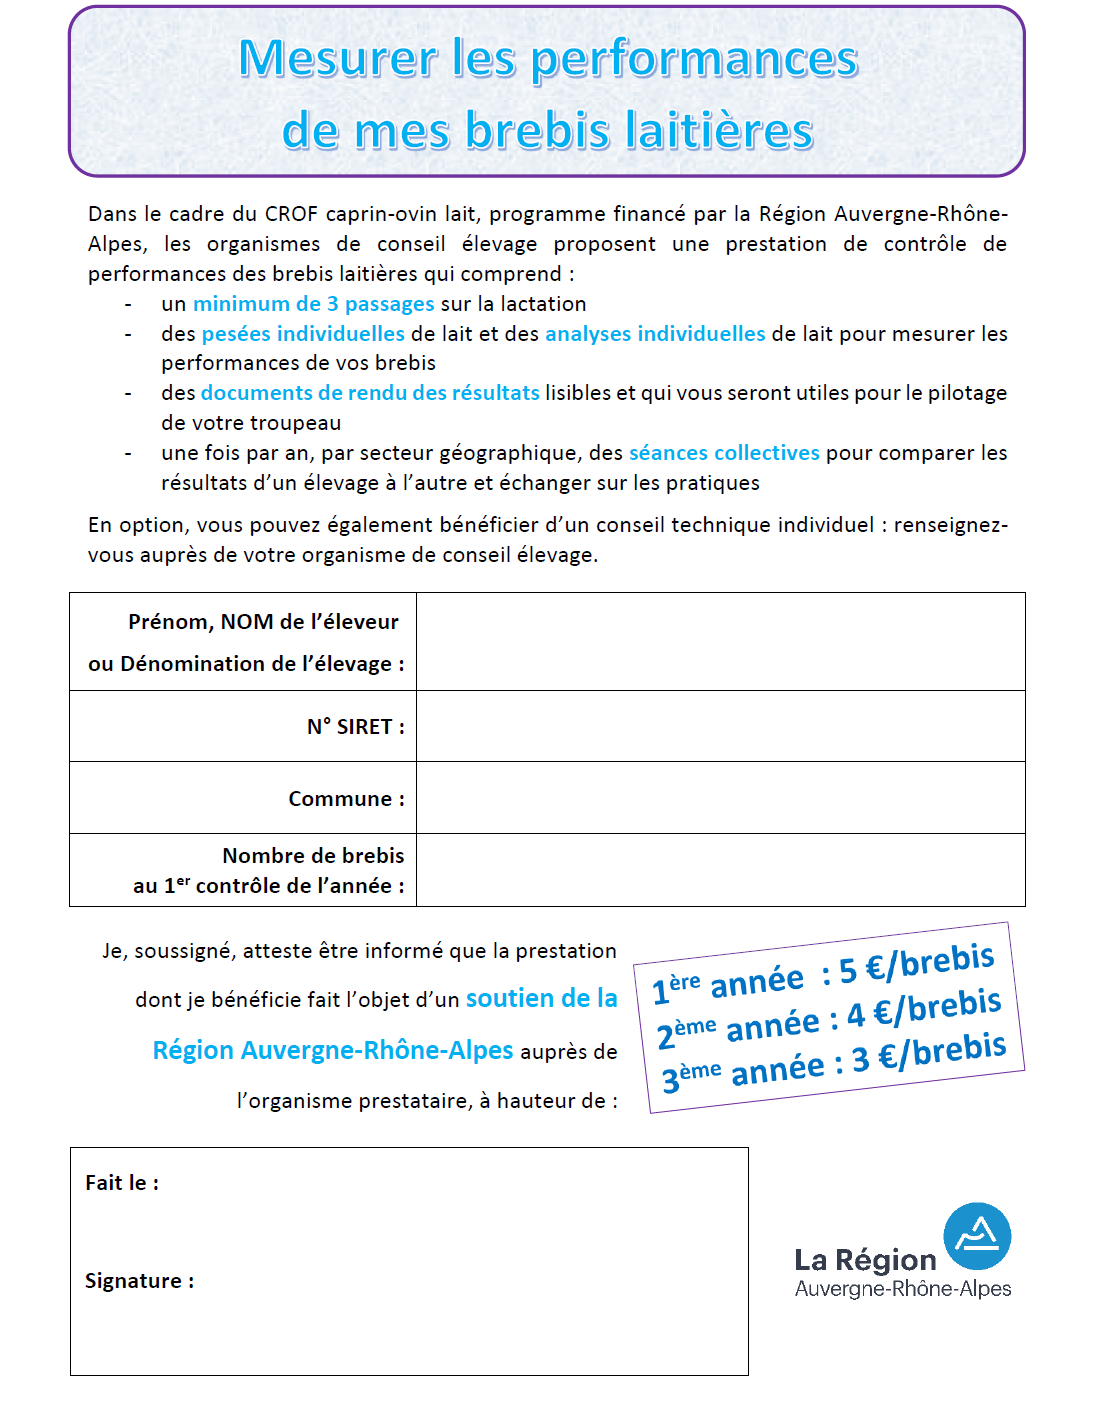 Mesurer les performances
de mes brebis laitières
Dans le cadre du CROF caprin-ovin lait, programme financé par la Région Auvergne-Rhône-
Alpes, les organismes de conseil élevage proposent une prestation de contrôle de
performances des brebis laitières qui comprend :
- un minimum de 3 passages sur la lactation
- des pesées individuelles de lait et des analyses individuelles de lait pour mesurer les
performances de vos brebis
- des documents de rendu des résultats lisibles et qui vous seront utiles pour le pilotage
de votre troupeau
- une fois par an, par secteur géographique, des séances collectives pour comparer les
résultats d’un élevage à l’autre et échanger sur les pratiques
En option, vous pouvez également bénéficier d’un conseil technique individuel : renseignez-
vous auprès de votre organisme de conseil élevage.
Prénom, NOM de l’éleveur
ou Dénomination de l’élevage :
N° SIRET :
Commune :
Nombre de brebis
au 1er contrôle de l’année :
Je, soussigné, atteste être informé que la prestation
dont je bénéficie fait l’objet d’un soutien de la
Région Auvergne-Rhône-Alpes auprès de
l’organisme prestataire, à hauteur de :
1ère année : 5 €/brebis
2ème année : 4 €/brebis
3ème année : 3 €/brebis
Fait le :
Signature :
La Région
Auvergne-Rhône-Alpes